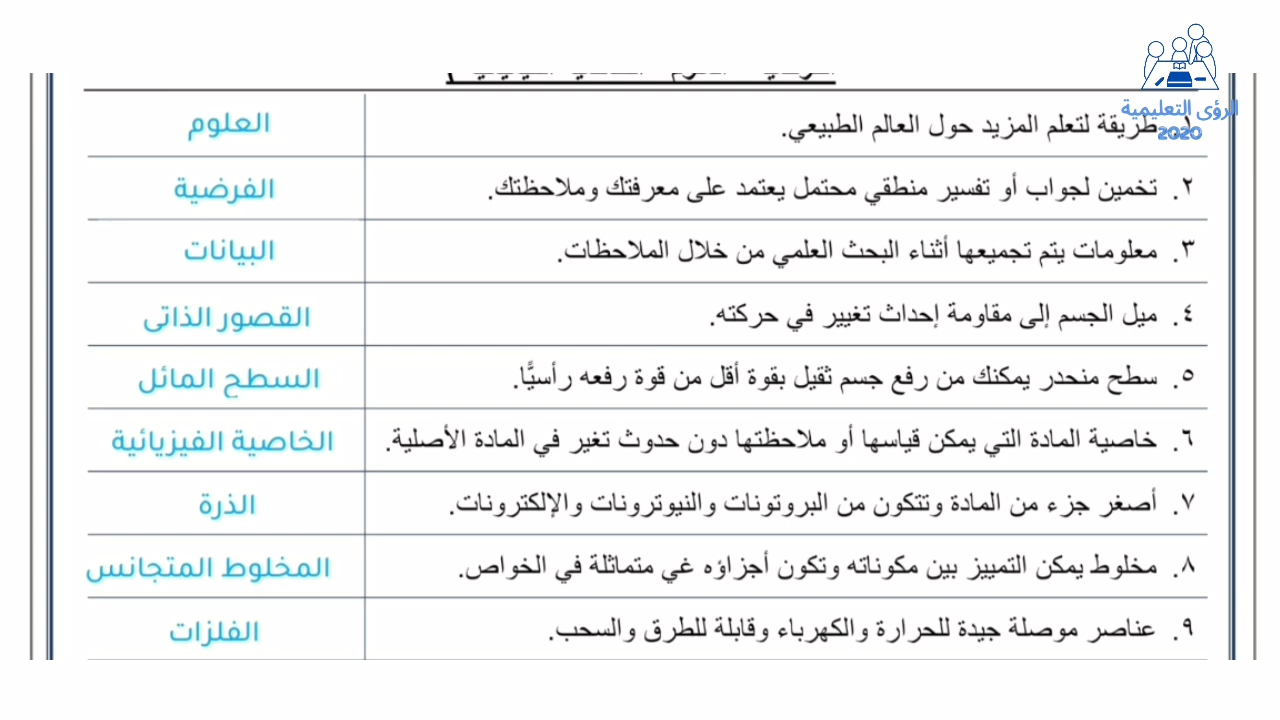 الرؤى التعليمية
2020
١. طريقة لتعلم المزيد حول العالم الطبيعي. العلوم
٢. تخمين لجواب أو تفسير منطقي محتمل يعتمد على معرفتك وملاحظتك. الفرضية
٣. معلومات يتم تجميعها أثناء البحث العلمي من خلال الملاحظات. البيانات
٤. ميل الجسم إلى مقاومة إحداث تغيير في حركته. القصور الذاتى
٥. سطح منحدر يمكنك من رفع جسم ثقيل بقوة أقل من قوة رفعه رأسيًّا. السطح المائل
٦. خاصية المادة التي يمكن قياسها أو ملاحظتها دون حدوث تغير في المادة الأصلية. الخاصية الفيزيائية
٧. أصغر جزء من المادة وتتكون من البروتونات والنيوترونات والإلكترونات. الذرة
٨. مخلوط يمكن التمييز بين مكوناته وتكون أجزاؤه غي متماثلة في الخواص. المخلوط المتجانس
٩. عناصر موصلة جيدة للحرارة والكهرباء وقابلة للطرق والسحب. الفلزات